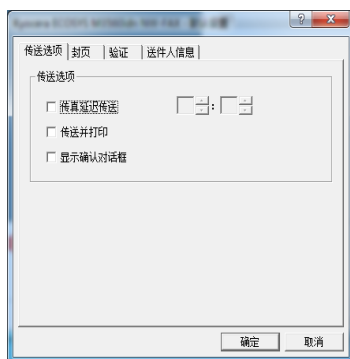 传送选项 封页 验证 送件人信息
传送选项
传真延迟传送 :
传送并打印
显示确认对话框
确定 取消